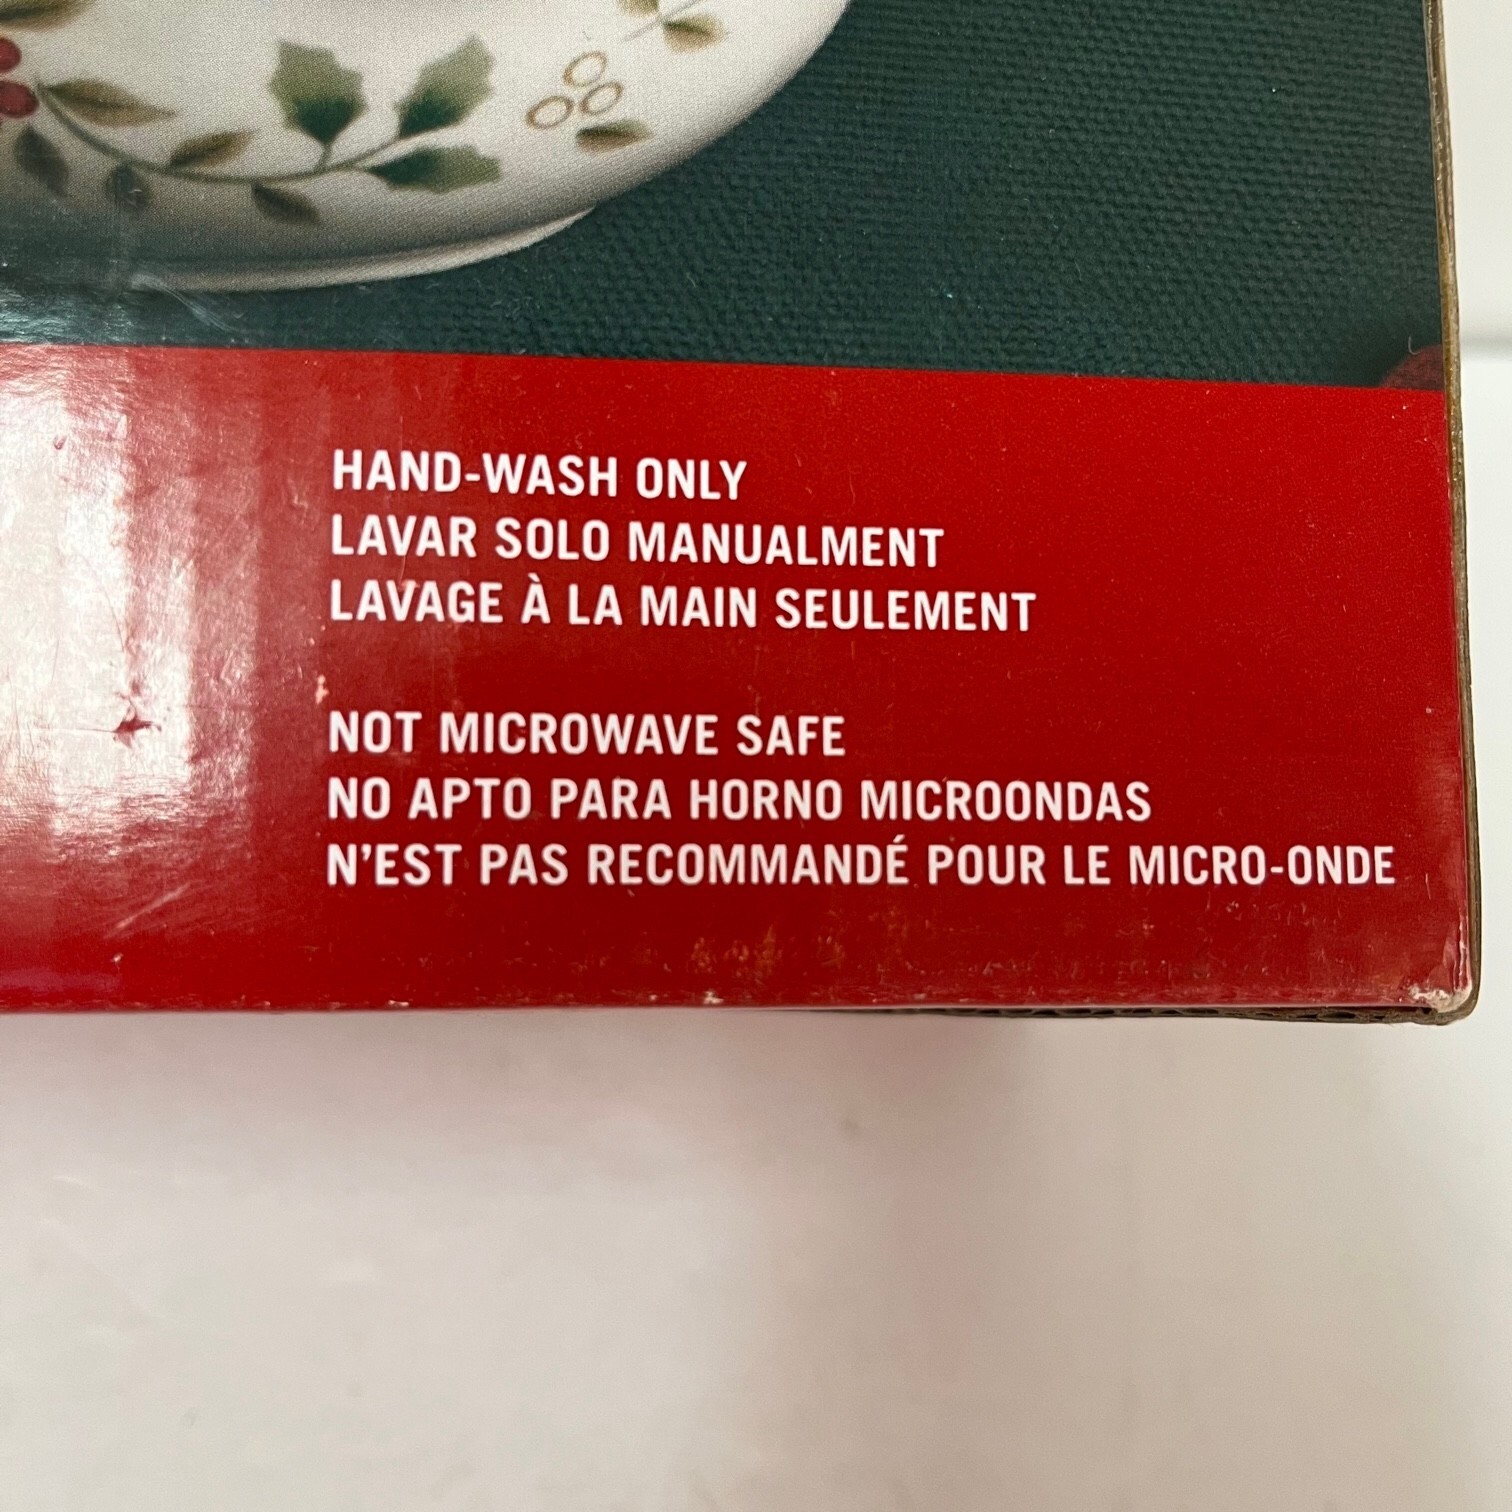 HAND-WASH ONLY
LAVAR SOLO MANUALMENT
LAVAGE À LA MAIN SEULEMENT
NOT MICROWAVE SAFE
NO APTO PARA HORNO MICROONDAS
N'EST PAS RECOMMANDÉ POUR LE MICRO-ONDE